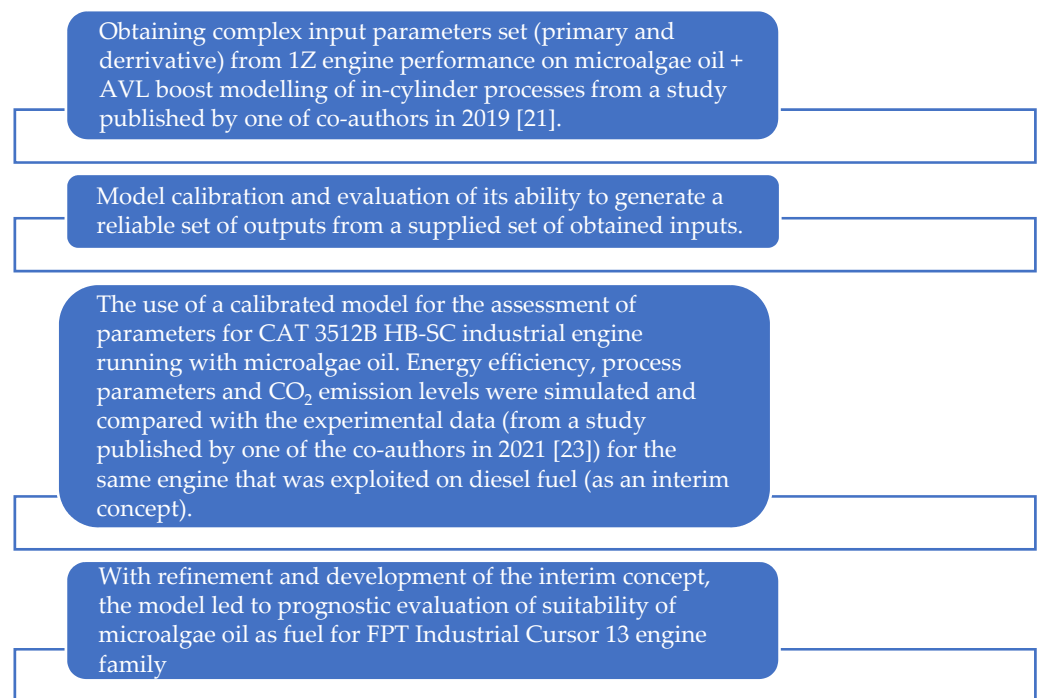 Obtaining complex input parameters set (primary and
derrivative) from 1Z engine performance on microalgae oil +
AVL boost modelling of in-cylinder processes from a study
published by one of co-authors in 2019 [21].
Model calibration and evaluation of its ability to generate a
reliable set of outputs from a supplied set of obtained inputs.
The use of a calibrated model for the assessment of
parameters for CAT 3512B HB-SC industrial engine
running with microalgae oil. Energy efficiency, process
parameters and CO₂ emission levels were simulated and
compared with the experimental data (from a study
published by one of the co-authors in 2021 [23]) for the
same engine that was exploited on diesel fuel (as an interim
concept).
With refinement and development of the interim concept,
the model led to prognostic evaluation of suitability of
microalgae oil as fuel for FPT Industrial Cursor 13 engine
family